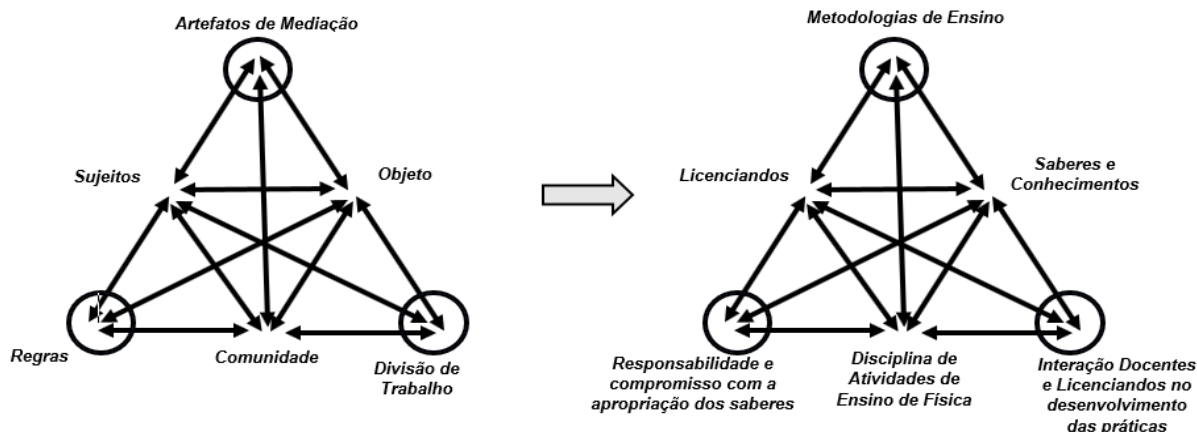 Artefatos de Mediação
Sujeitos
Objeto
Regras
Comunidade
Divisão de
Trabalho
Metodologias de Ensino
Licenciandos
Saberes e
Conhecimentos
Responsabilidade e
compromisso com a
apropriação dos saberes
Disciplina de
Atividades de
Ensino de Física
Interação Docentes
e Licenciandos no
desenvolvimento
das práticas